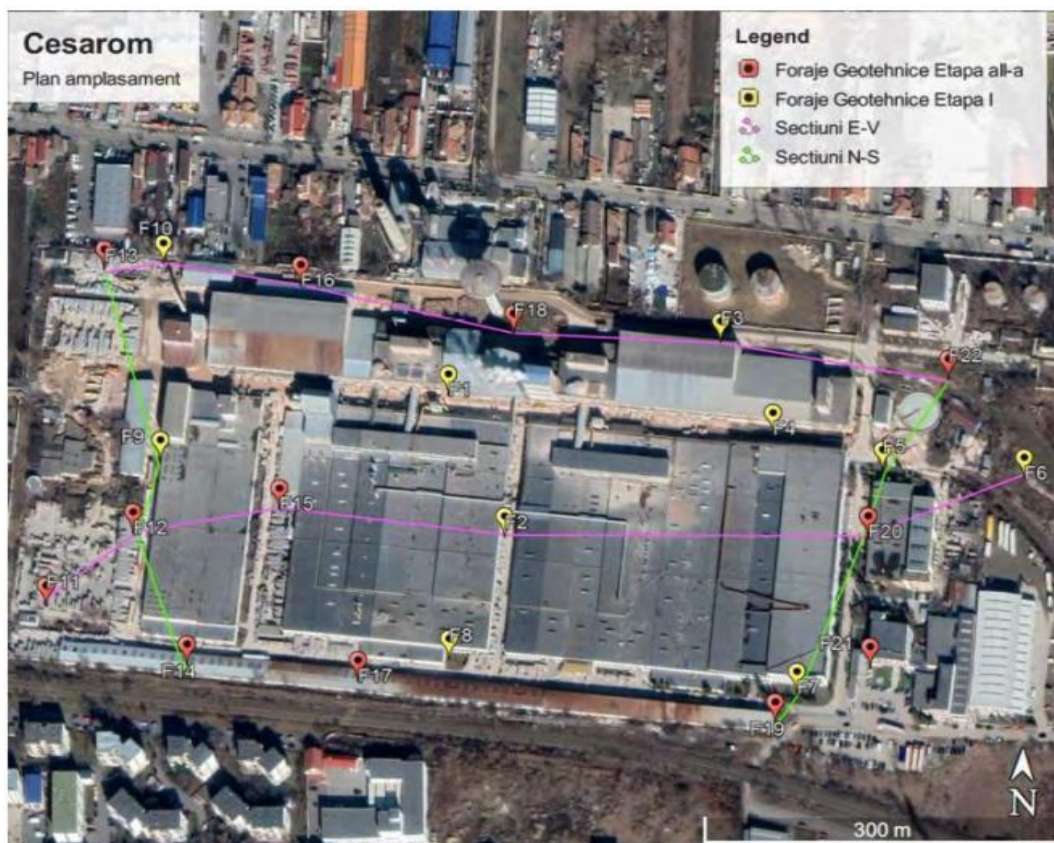 Cesarom
Plan amplasament
Legend
Foraje Geotehnice Etapa aII-a
Foraje Geotehnice Etapa I
Sectiuni E-V
Sectiuni N-S
F10
F13
F16
F18
F3
F22
F1
F4
F9
F5
F6
F15
F12
F2
F20
F11
F14
F17
F8
F21
F7
F19
N
300 m